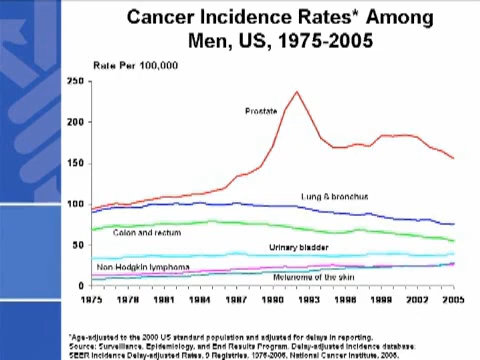 Cancer Incidence Rates* Among
Men, US, 1975-2005
Rate Per 100,000
250
200
150
100
50
0
Prostate
Lung & bronchus
Colon and rectum
Urinary bladder
Non-Hodgkin lymphoma
Melanoma of the skin
1975 1978 1981 1984 1987 1990 1993 1996 1999 2002 2005
*Age-adjusted to the 2000 US standard population and adjusted for delays in reporting.
Source: Surveillance, Epidemiology, and End Results Program, Delay-adjusted Incidence database:
SEER Incidence Delay-adjusted Rates, 9 Registries, 1975-2005, National Cancer Institute, 2008.